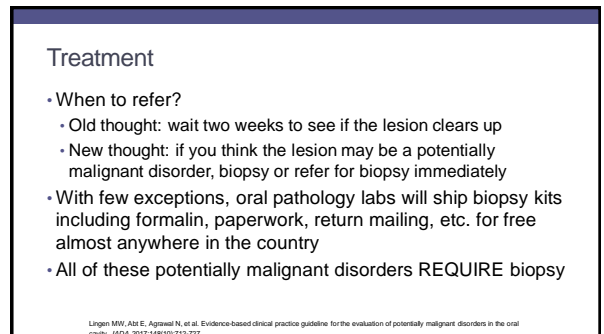 Treatment
• When to refer?
• Old thought: wait two weeks to see if the lesion clears up
• New thought: if you think the lesion may be a potentially
malignant disorder, biopsy or refer for biopsy immediately
• With few exceptions, oral pathology labs will ship biopsy kits
including formalin, paperwork, return mailing, etc. for free
almost anywhere in the country
• All of these potentially malignant disorders REQUIRE biopsy
Lingen MW, Abt E, Agrawal N, et al. Evidence-based clinical practice guideline for the evaluation of potentially malignant disorders in the oral
cavity. JADA 2017;148(10):712-727